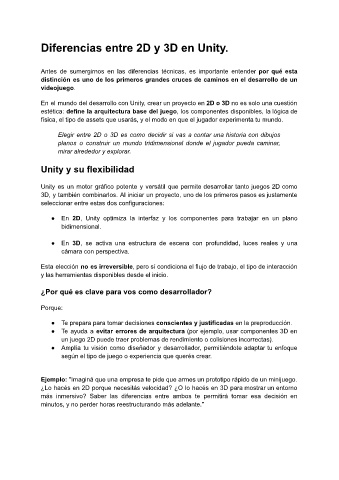 Diferencias entre 2D y 3D en Unity.
Antes de sumergirnos en las diferencias técnicas, es importante entender por qué esta
distinción es uno de los primeros grandes cruces de caminos en el desarrollo de un
videojuego.
En el mundo del desarrollo con Unity, crear un proyecto en 2D o 3D no es solo una cuestión
estética: define la arquitectura base del juego, los componentes disponibles, la lógica de
física, el tipo de assets que usarás, y el modo en que el jugador experimenta tu mundo.
Elegir entre 2D o 3D es como decidir si vas a contar una historia con dibujos
planos o construir un mundo tridimensional donde el jugador puede caminar,
mirar alrededor y explorar.
Unity y su flexibilidad
Unity es un motor gráfico potente y versátil que permite desarrollar tanto juegos 2D como
3D, y también combinarlos. Al iniciar un proyecto, uno de los primeros pasos es justamente
seleccionar entre estas dos configuraciones:
● En 2D, Unity optimiza la interfaz y los componentes para trabajar en un plano
bidimensional.
● En 3D, se activa una estructura de escena con profundidad, luces reales y una
cámara con perspectiva.
Esta elección no es irreversible, pero sí condiciona el flujo de trabajo, el tipo de interacción
y las herramientas disponibles desde el inicio.
¿Por qué es clave para vos como desarrollador?
Porque:
● Te prepara para tomar decisiones conscientes y justificadas en la preproducción.
● Te ayuda a evitar errores de arquitectura (por ejemplo, usar componentes 3D en
un juego 2D puede traer problemas de rendimiento o colisiones incorrectas).
● Amplía tu visión como diseñador y desarrollador, permitiéndote adaptar tu enfoque
según el tipo de juego o experiencia que querés crear.
Ejemplo: "Imaginá que una empresa te pide que armes un prototipo rápido de un minijuego.
¿Lo hacés en 2D porque necesitás velocidad? ¿O lo hacés en 3D para mostrar un entorno
más inmersivo? Saber las diferencias entre ambos te permitirá tomar esa decisión en
minutos, y no perder horas reestructurando más adelante."